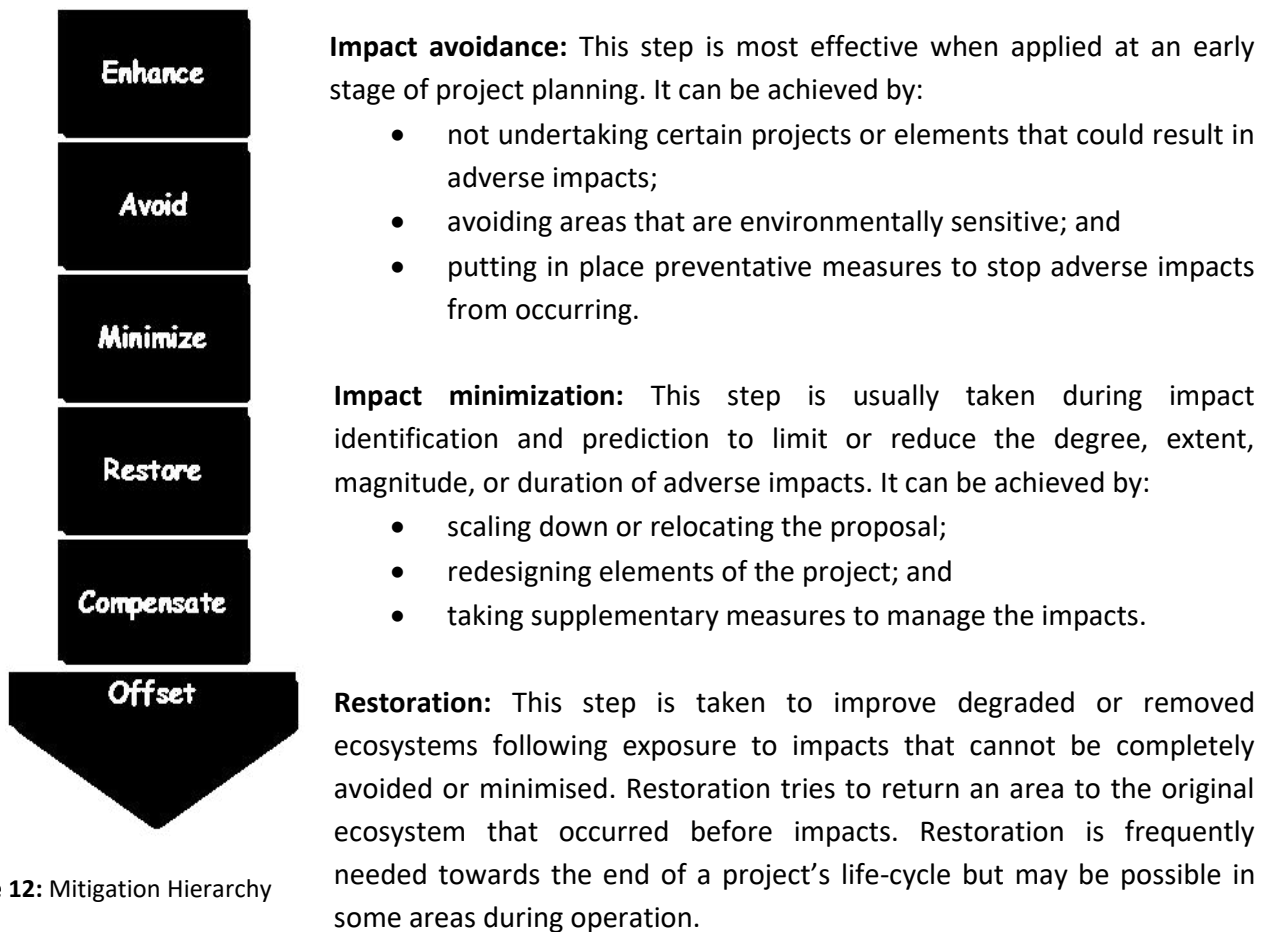 Enhance
Avoid
Minimize
Restore
Compensate
Offset
12: Mitigation Hierarchy
Impact avoidance: This step is most effective when applied at an early
stage of project planning. It can be achieved by:
• not undertaking certain projects or elements that could result in
adverse impacts;
• avoiding areas that are environmentally sensitive; and
• putting in place preventative measures to stop adverse impacts
from occurring.
Impact minimization: This step is usually taken during impact
identification and prediction to limit or reduce the degree, extent,
magnitude, or duration of adverse impacts. It can be achieved by:
• scaling down or relocating the proposal;
• redesigning elements of the project; and
• taking supplementary measures to manage the impacts.
Restoration: This step is taken to improve degraded or removed
ecosystems following exposure to impacts that cannot be completely
avoided or minimised. Restoration tries to return an area to the original
ecosystem that occurred before impacts. Restoration is frequently
needed towards the end of a project’s life-cycle but may be possible in
some areas during operation.